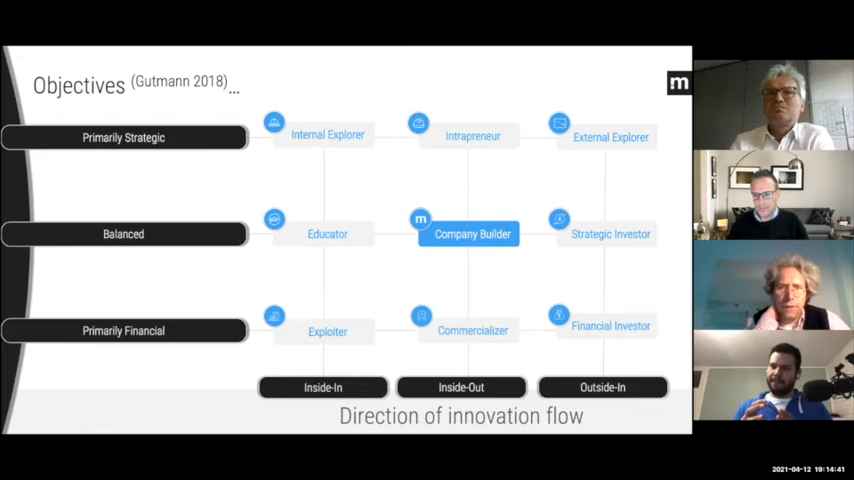 Objectives (Gutmann 2018)...
m
Primarily Strategic
Internal Explorer
Intrapreneur
External Explorer
Balanced
Educator
m
Company Builder
Strategic Investor
Primarily Financial
Exploiter
Commercializer
Financial Investor
Inside-In
Inside-Out
Outside-In
Direction of innovation flow
2021-04-12 19:14:41